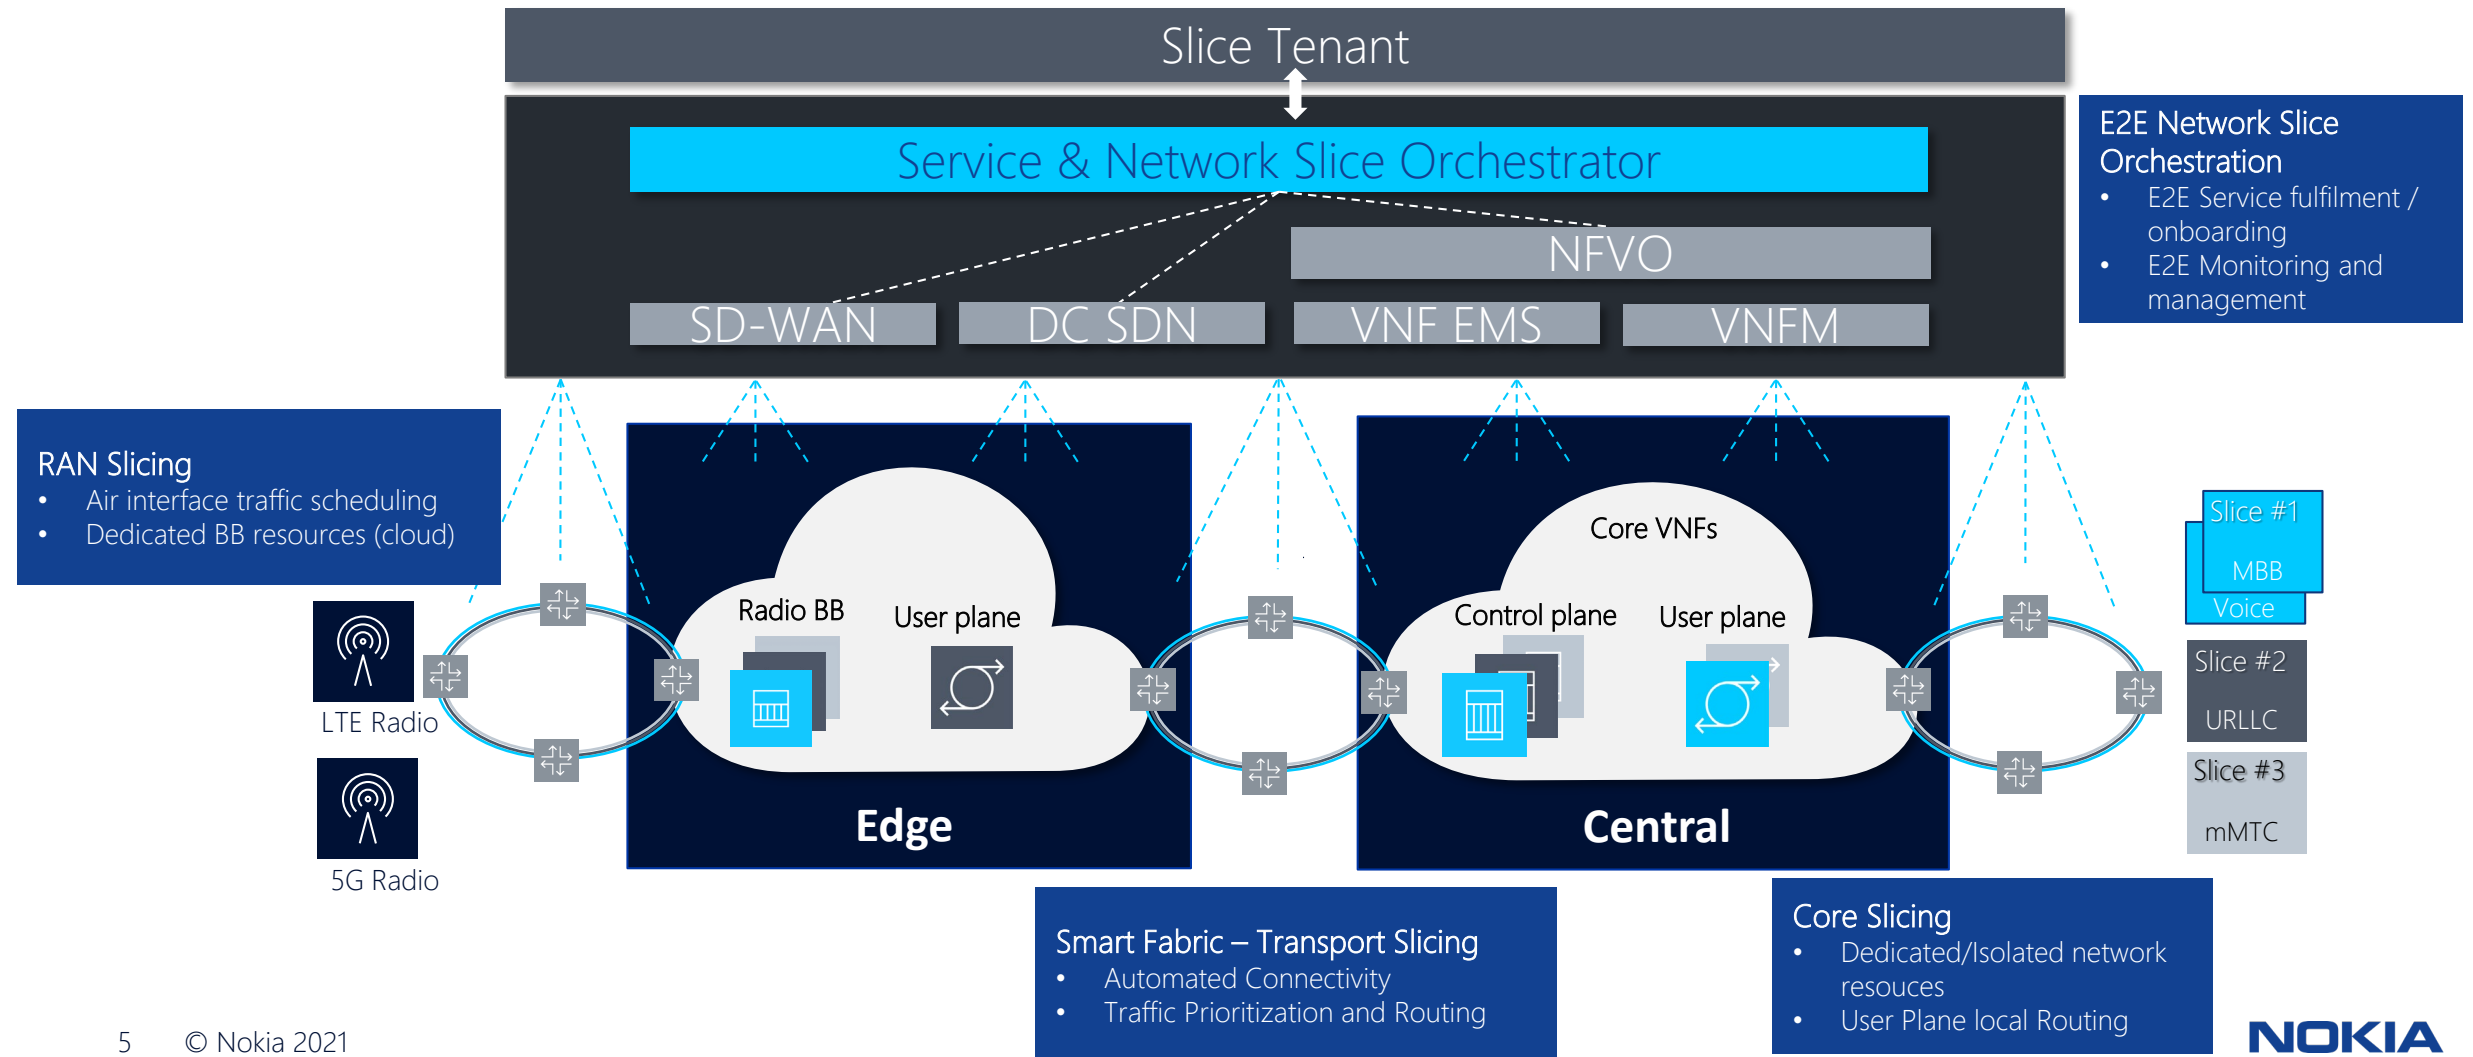 Slice Tenant
Service & Network Slice Orchestrator
NFVO
SD-WAN
DC SDN
VNF EMS
VNFM
E2E Network Slice
Orchestration
• E2E Service fulfilment /
onboarding
• E2E Monitoring and
management
RAN Slicing
• Air interface traffic scheduling
• Dedicated BB resources (cloud)
LTE Radio
5G Radio
Radio BB
User plane
Edge
Core VNFs
Control plane
User plane
Central
Slice #1
MBB
Voice
Slice #2
URLLC
Slice #3
mMTC
Smart Fabric – Transport Slicing
• Automated Connectivity
• Traffic Prioritization and Routing
Core Slicing
• Dedicated/Isolated network
resouces
• User Plane local Routing
5 © Nokia 2021
NOKIA